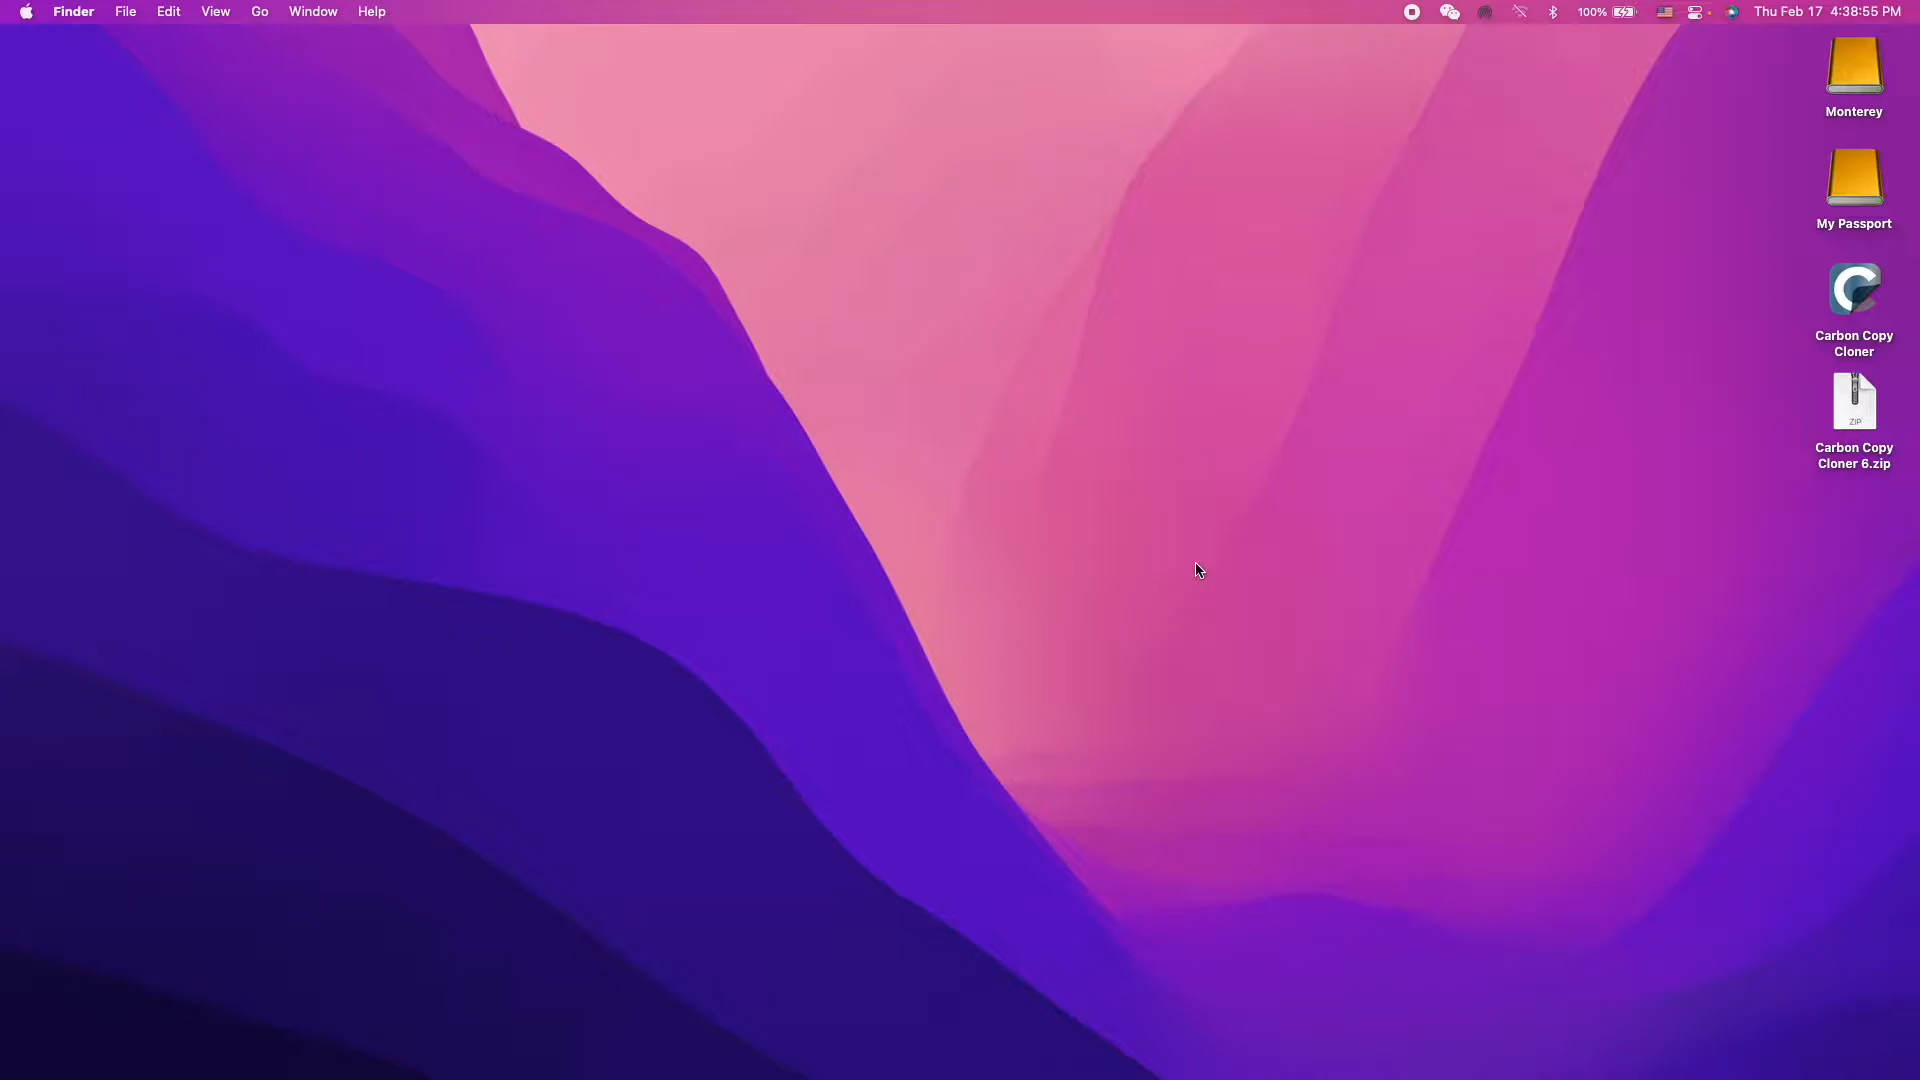 Finder File Edit View Go Window Help 100% Thu Feb 17 4:38:55 PM
Monterey
My Passport
Carbon Copy
Cloner
ZIP
Carbon Copy
Cloner 6.zip